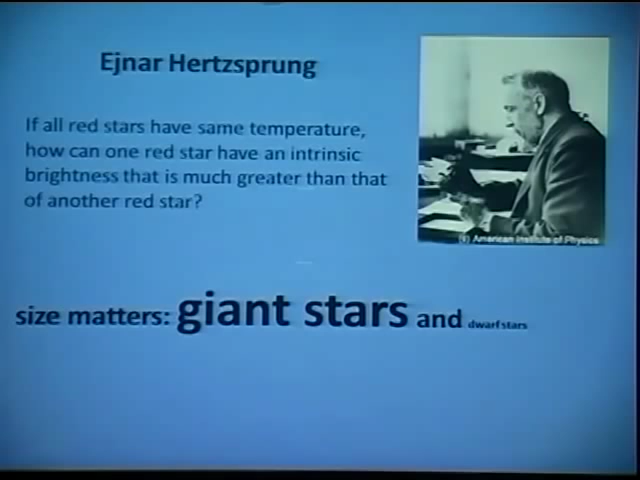 Ejnar Hertzsprung
If all red stars have same temperature,
how can one red star have an intrinsic
brightness that is much greater than that
of another red star?
(c) American Institute of Physics
size matters: giant stars and dwarf stars